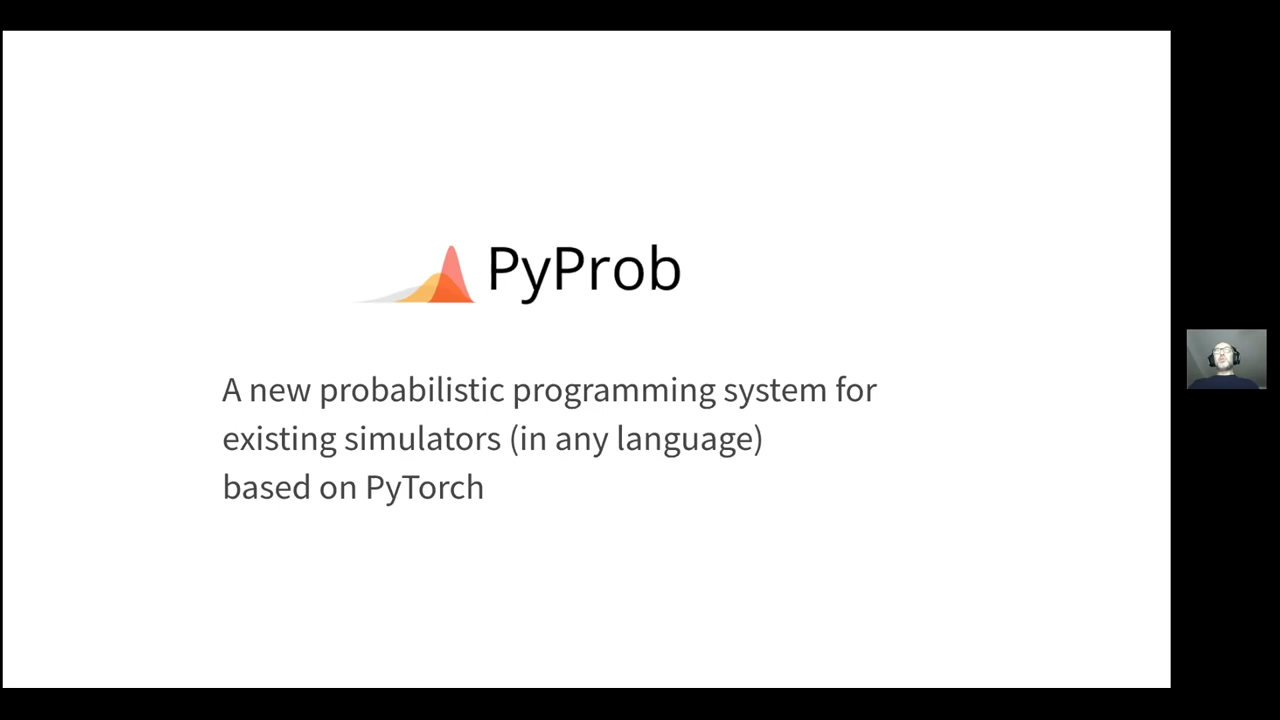 PyProb
A new probabilistic programming system for
existing simulators (in any language)
based on PyTorch